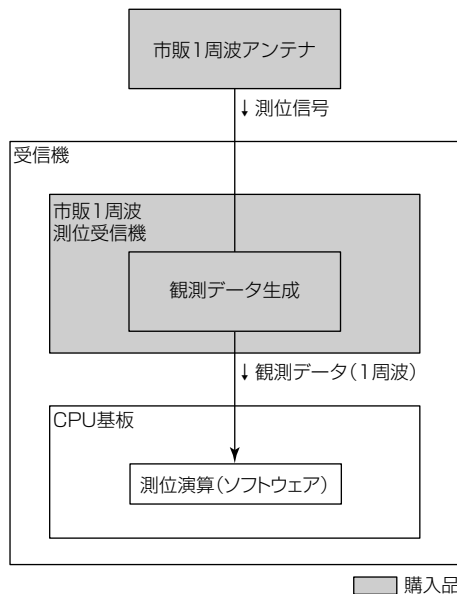 市販1周波アンテナ
↓測位信号
受信機
市販1周波
測位受信機
観測データ生成
↓観測データ(1周波)
CPU基板
測位演算(ソフトウェア)
購入品